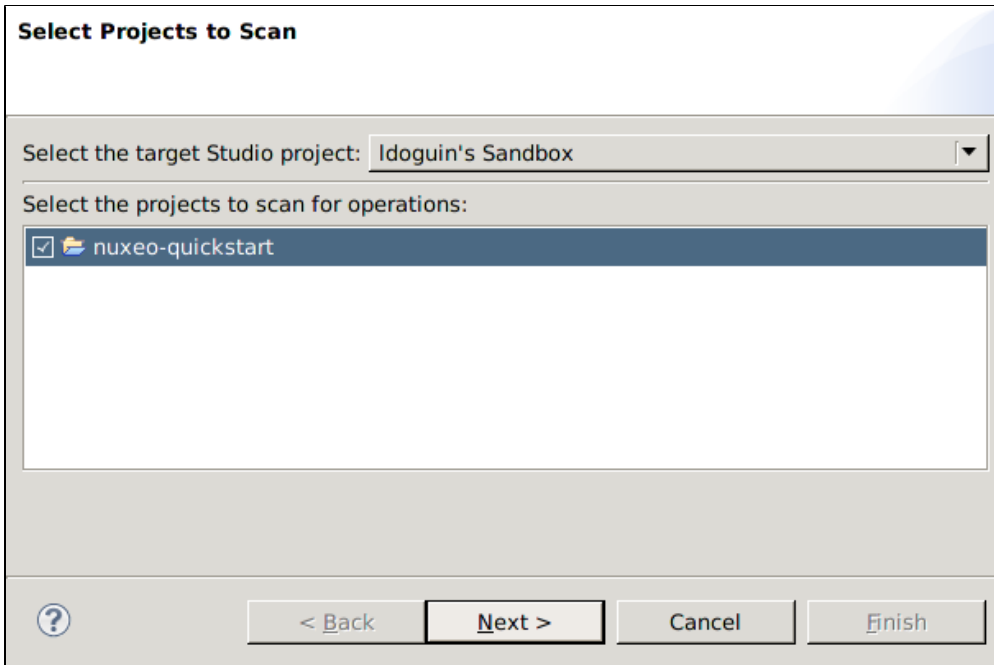 Select Projects to Scan
Select the target Studio project: ldoguin's Sandbox
Select the projects to scan for operations:
nuxeo-quickstart
? < Back Next > Cancel Finish